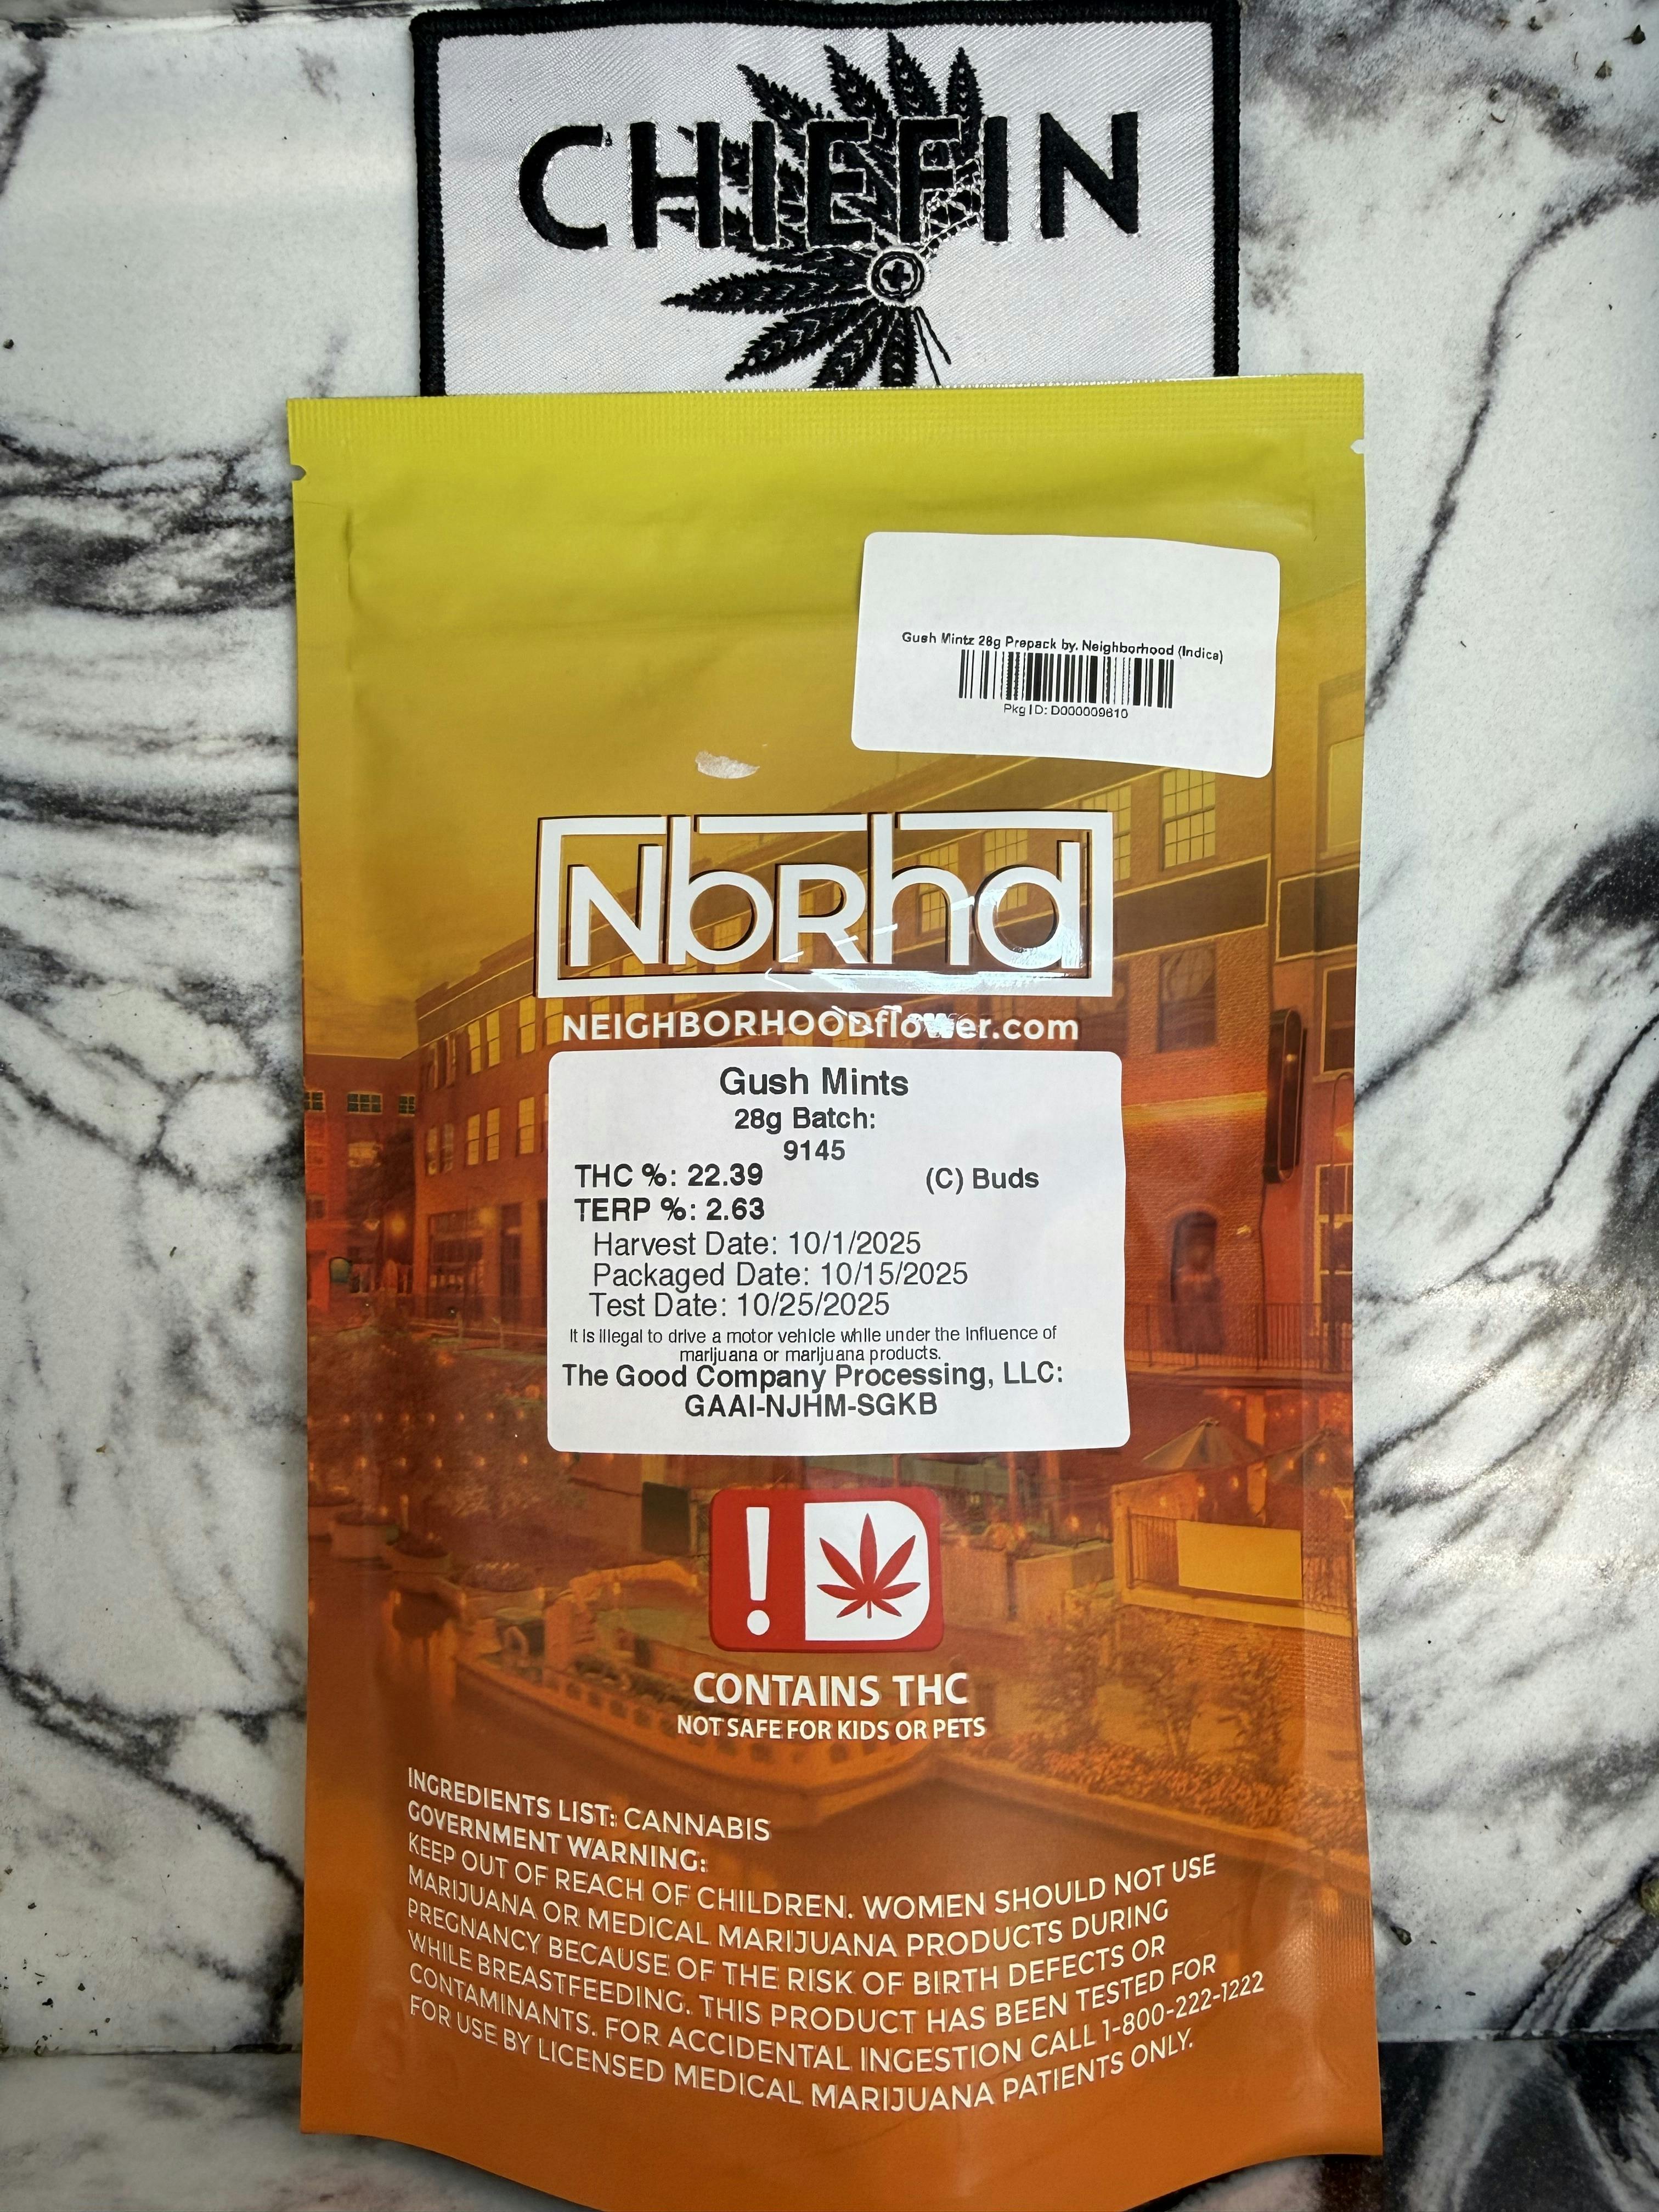 CHIEFIN
Gush Mintz 28g Prepack by. Neighborhood (Indica)
Pkg ID: D000009610
NbRhd
NEIGHBORHOODflower.com
Gush Mints
28g Batch:
9145
THC %: 22.39 (C) Buds
TERP %: 2.63
Harvest Date: 10/1/2025
Packaged Date: 10/15/2025
Test Date: 10/25/2025
It is illegal to drive a motor vehicle while under the influence of
marijuana or marijuana products.
The Good Company Processing, LLC:
GAAI-NJHM-SGKB
!
CONTAINS THC
NOT SAFE FOR KIDS OR PETS
INGREDIENTS LIST: CANNABIS
GOVERNMENT WARNING:
KEEP OUT OF REACH OF CHILDREN. WOMEN SHOULD NOT USE
MARIJUANA OR MEDICAL MARIJUANA PRODUCTS DURING
PREGNANCY BECAUSE OF THE RISK OF BIRTH DEFECTS OR
WHILE BREASTFEEDING. THIS PRODUCT HAS BEEN TESTED FOR
CONTAMINANTS. FOR ACCIDENTAL INGESTION CALL 1-800-222-1222
FOR USE BY LICENSED MEDICAL MARIJUANA PATIENTS ONLY.